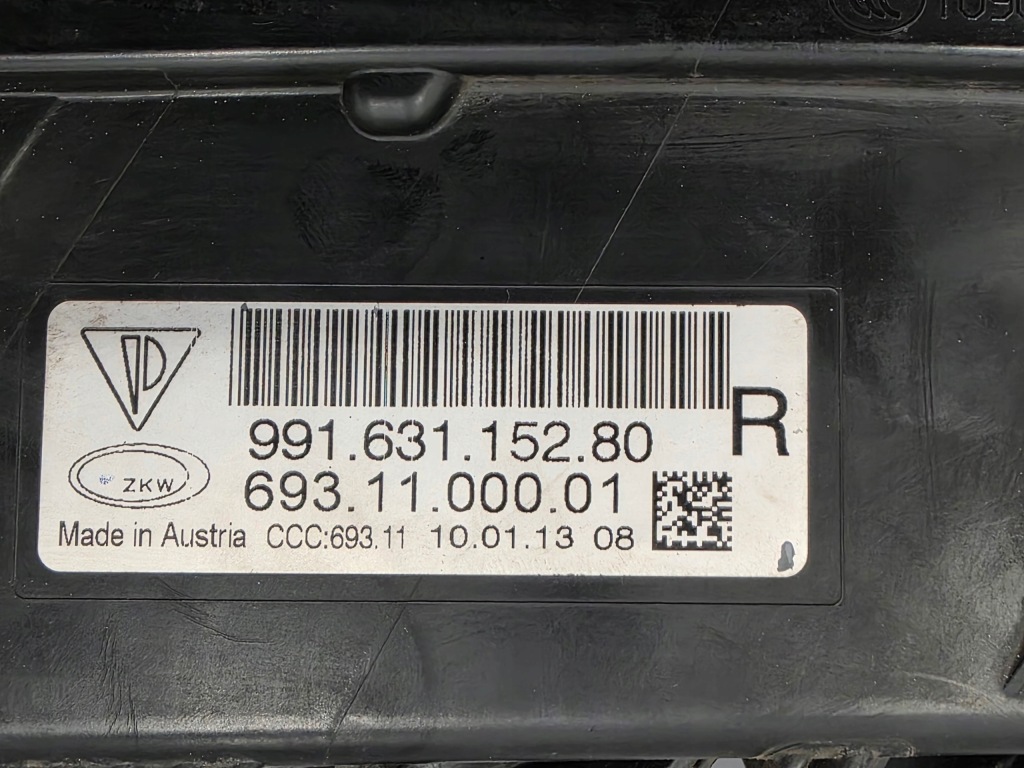 991.631.152.80
R
ZKW
693.11.000.01
Made in Austria CCC:693.11 10.01.13 08